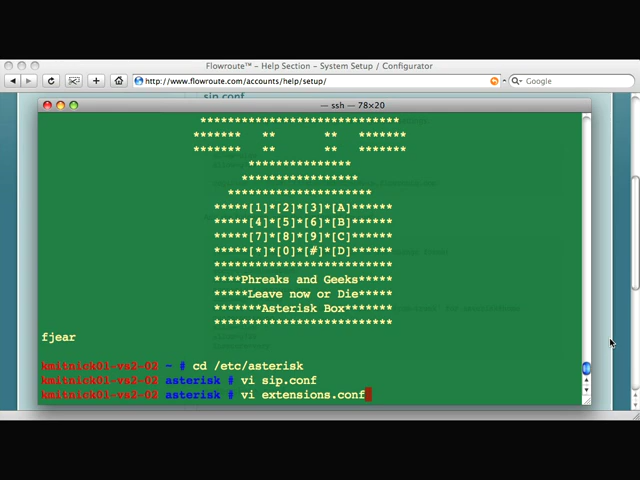 Flowroute™ – Help Section – System Setup / Configurator
http://www.flowroute.com/accounts/help/setup/
Google
sip.conf
— ssh — 78×20
*****************************
******* ** ** *******
******* ** ** *******
***************
*****************
*********************
*****[1]*[2]*[3]*[A]******
*****[4]*[5]*[6]*[B]******
*****[7]*[8]*[9]*[C]******
*****[*]*[0]*[#]*[D]******
**************************
****Phreaks and Geeks*****
*****Leave now or Die*****
*******Asterisk Box*******
**************************
fjear
kmitnick01-vs2-02 ~ # cd /etc/asterisk
kmitnick01-vs2-02 asterisk # vi sip.conf
kmitnick01-vs2-02 asterisk # vi extensions.conf